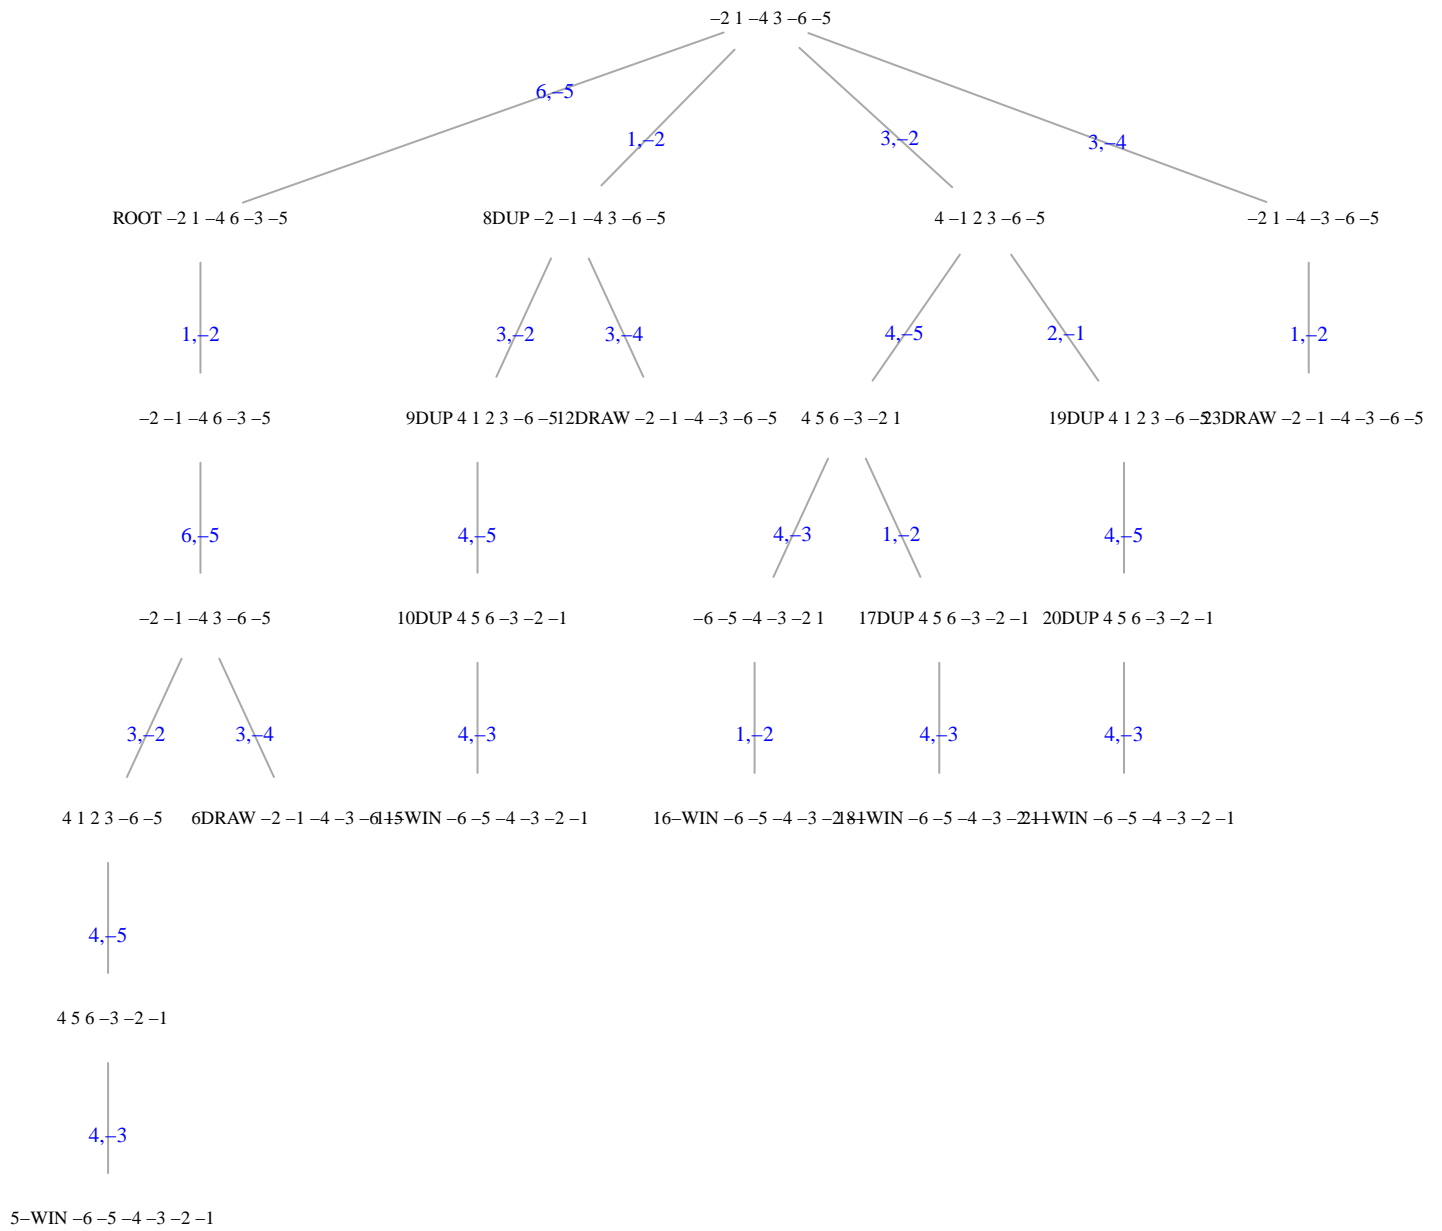 –2 1 –4 3 –6 –5
6,–5
1,–2
3,–2
3,–4
ROOT –2 1 –4 6 –3 –5
8DUP –2 –1 –4 3 –6 –5
4 –1 2 3 –6 –5
–2 1 –4 –3 –6 –5
1,–2
3,–2
3,–4
4,–5
2,–1
1,–2
–2 –1 –4 6 –3 –5
9DUP 4 1 2 3 –6 –5
12DRAW –2 –1 –4 –3 –6 –5
4 5 6 –3 –2 1
19DUP 4 1 2 3 –6 –5
23DRAW –2 –1 –4 –3 –6 –5
6,–5
4,–5
4,–3
1,–2
4,–5
–2 –1 –4 3 –6 –5
10DUP 4 5 6 –3 –2 –1
–6 –5 –4 –3 –2 1
17DUP 4 5 6 –3 –2 –1
20DUP 4 5 6 –3 –2 –1
3,–2
3,–4
4,–3
1,–2
4,–3
4,–3
4 1 2 3 –6 –5
6DRAW –2 –1 –4 –3
WIN –6 –5 –4 –3 –2 –1
16–WIN –6 –5 –4 –3
WIN –6 –5 –4 –3
WIN –6 –5 –4 –3 –2 –1
4,–5
4 5 6 –3 –2 –1
4,–3
5–WIN –6 –5 –4 –3 –2 –1